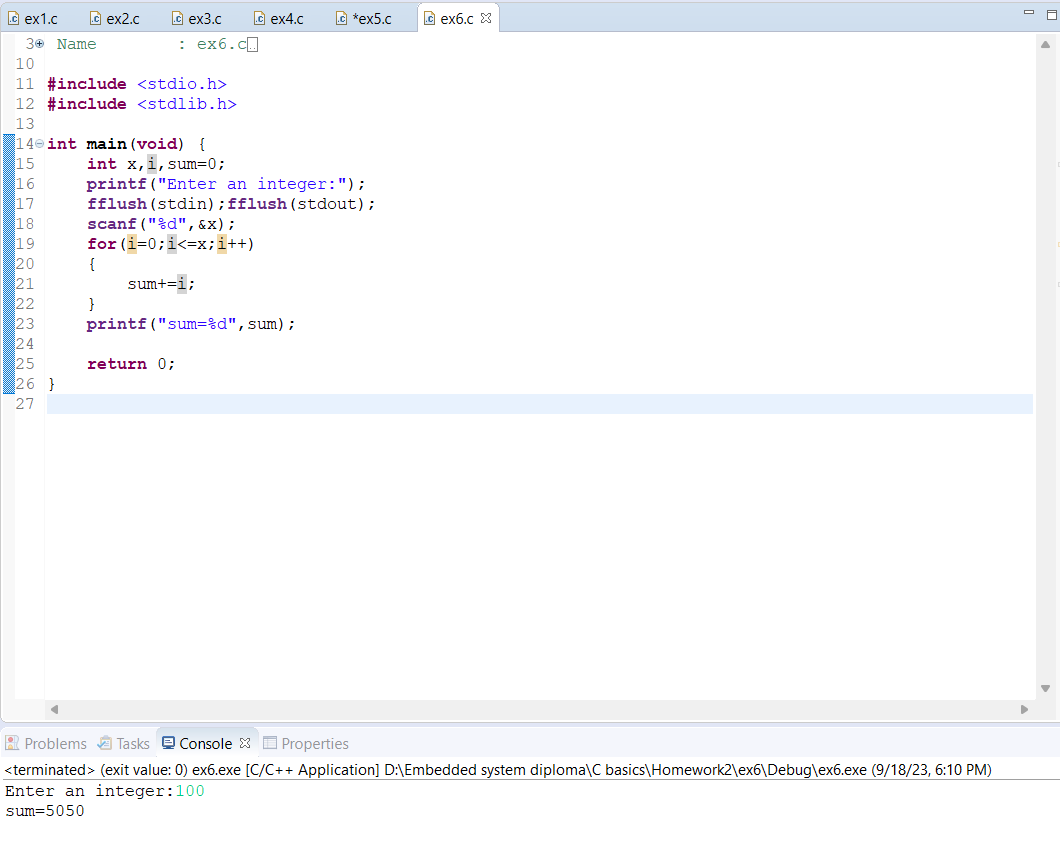 ex1.c ex2.c ex3.c ex4.c *ex5.c ex6.c
3 Name : ex6.c
10
11 #include <stdio.h>
12 #include <stdlib.h>
13
14 int main(void) {
15 int x,i,sum=0;
16 printf("Enter an integer:");
17 fflush(stdin);fflush(stdout);
18 scanf("%d",&x);
19 for(i=0;i<=x;i++)
20 {
21 sum+=i;
22 }
23 printf("sum=%d",sum);
24
25 return 0;
26 }
27
Problems Tasks Console Properties
<terminated> (exit value: 0) ex6.exe [C/C++ Application] D:\Embedded system diploma\C basics\Homework2\ex6\Debug\ex6.exe (9/18/23, 6:10 PM)
Enter an integer:100
sum=5050